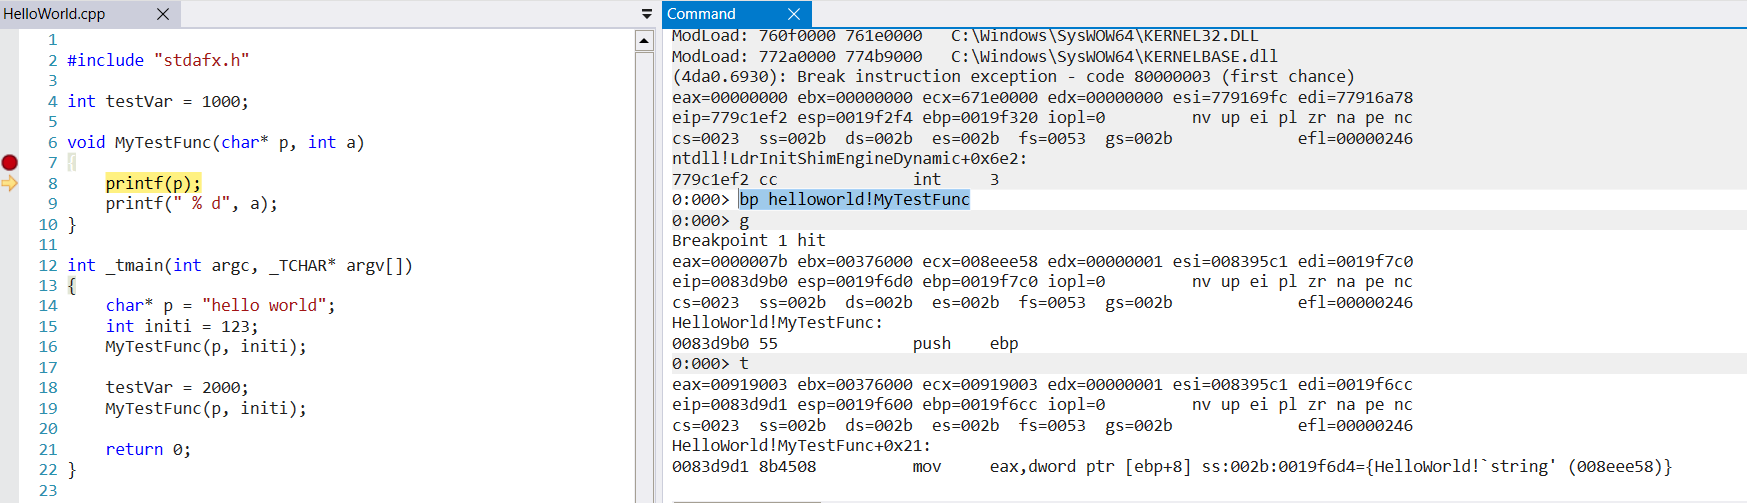 HelloWorld.cpp
1
2 #include "stdafx.h"
3
4 int testVar = 1000;
5
6 void MyTestFunc(char* p, int a)
7 {
8     printf(p);
9     printf(" % d", a);
10 }
11
12 int _tmain(int argc, _TCHAR* argv[])
13 {
14     char* p = "hello world";
15     int initi = 123;
16     MyTestFunc(p, initi);
17
18     testVar = 2000;
19     MyTestFunc(p, initi);
20
21     return 0;
22 }
23
Command
ModLoad: 760f0000 761e0000   C:\Windows\SysWOW64\KERNEL32.DLL
ModLoad: 772a0000 774b9000   C:\Windows\SysWOW64\KERNELBASE.dll
(4da0.6930): Break instruction exception - code 80000003 (first chance)
eax=00000000 ebx=00000000 ecx=671e0000 edx=00000000 esi=779169fc edi=77916a78
eip=779c1ef2 esp=0019f2f4 ebp=0019f320 iopl=0         nv up ei pl zr na pe nc
cs=0023  ss=002b  ds=002b  es=002b  fs=0053  gs=002b             efl=00000246
ntdll!LdrInitShimEngineDynamic+0x6e2:
779c1ef2 cc              int     3
0:000> bp helloworld!MyTestFunc
0:000> g
Breakpoint 1 hit
eax=0000007b ebx=00376000 ecx=008eee58 edx=00000001 esi=008395c1 edi=0019f7c0
eip=0083d9b0 esp=0019f6d0 ebp=0019f7c0 iopl=0         nv up ei pl zr na pe nc
cs=0023  ss=002b  ds=002b  es=002b  fs=0053  gs=002b             efl=00000246
HelloWorld!MyTestFunc:
0083d9b0 55              push    ebp
0:000> t
eax=00919003 ebx=00376000 ecx=00919003 edx=00000001 esi=008395c1 edi=0019f6cc
eip=0083d9d1 esp=0019f600 ebp=0019f6cc iopl=0         nv up ei pl zr na pe nc
cs=0023  ss=002b  ds=002b  es=002b  fs=0053  gs=002b             efl=00000246
HelloWorld!MyTestFunc+0x21:
0083d9d1 8b4508          mov     eax,dword ptr [ebp+8] ss:002b:0019f6d4={HelloWorld!`string' (008eee58)}